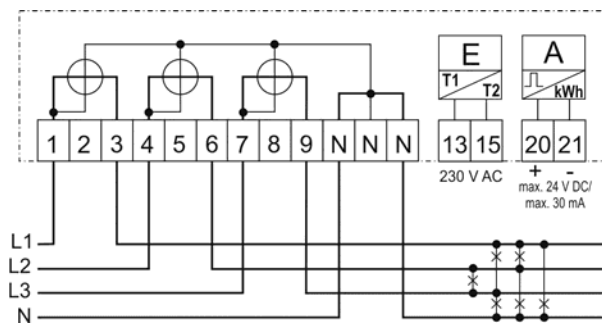 E
A
T1
T2
kWh
1 2 3 4 5 6 7 8 9 N N N
13 15
20 21
230 V AC
+ -
max. 24 V DC/
max. 30 mA
L1
L2
L3
N